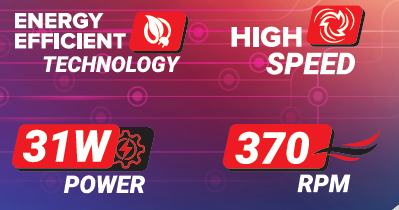 ENERGY
EFFICIENT
TECHNOLOGY
HIGH
SPEED
31W
POWER
370
RPM